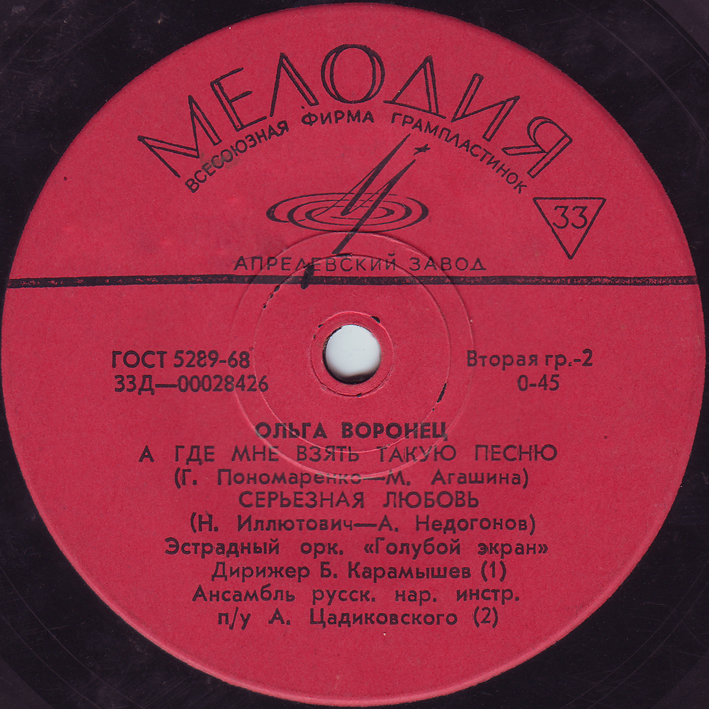 МЕЛОДИЯ
ВСЕСОЮЗНАЯ ФИРМА ГРАМПЛАСТИНОК
33
АПРЕЛЕВСКИЙ ЗАВОД
ГОСТ 5289-68
33Д—00028426
Вторая гр.-2
0-45
ОЛЬГА ВОРОНЕЦ
А ГДЕ МНЕ ВЗЯТЬ ТАКУЮ ПЕСНЮ
(Г. Пономаренко—М. Агашина)
СЕРЬЕЗНАЯ ЛЮБОВЬ
(Н. Иллютович—А. Недогонов)
Эстрадный орк. «Голубой экран»
Дирижер Б. Карамышев (1)
Ансамбль русск. нар. инстр.
п/у А. Цадиковского (2)